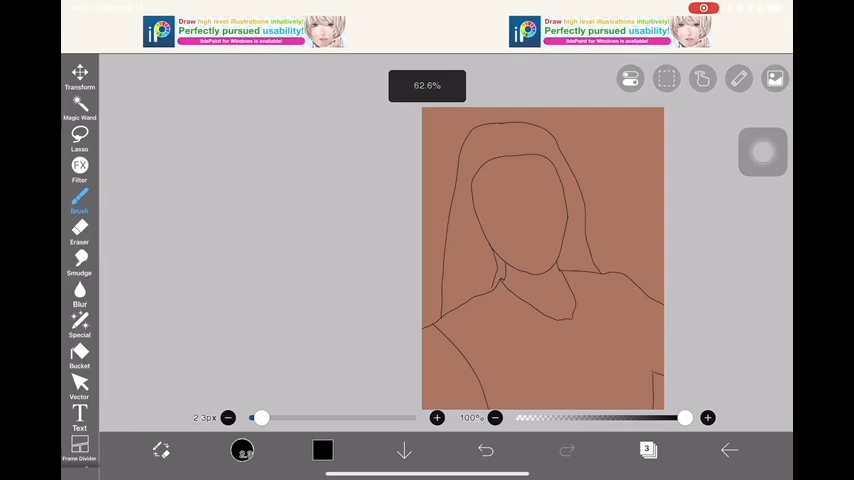 Draw high level illustrations intuitively!
Perfectly pursued usability!
ibisPaint for Windows is available!
Draw high level illustrations intuitively!
Perfectly pursued usability!
ibisPaint for Windows is available!
62.6%
Transform
Magic Wand
Lasso
FX
Filter
Brush
Eraser
Smudge
Blur
Special
Bucket
Vector
T
Text
Frame Divider
2.3px
100%
2.3
3